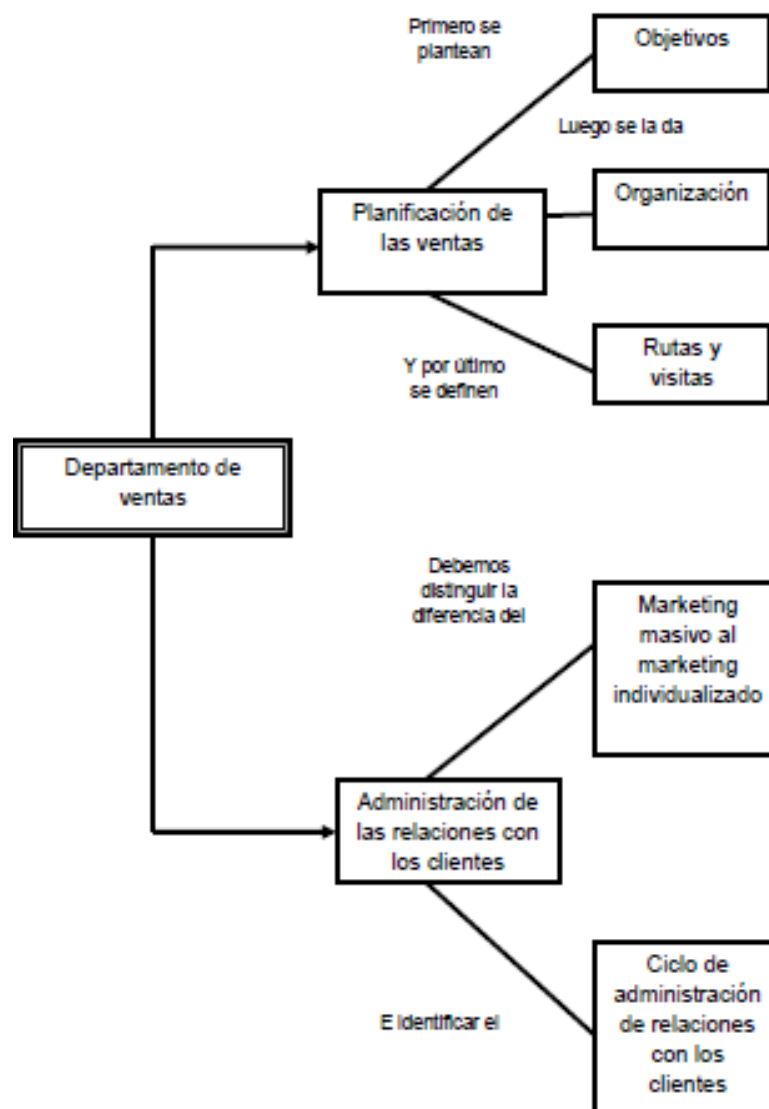 Primero se
plantean
Objetivos
Luego se la da
Planificación de
las ventas
Organización
Y por último
se definen
Rutas y
visitas
Departamento de
ventas
Debemos
distinguir la
diferencia del
Marketing
masivo al
marketing
individualizado
Administración de
las relaciones con
los clientes
E identificar el
Ciclo de
administración
de relaciones
con los
clientes